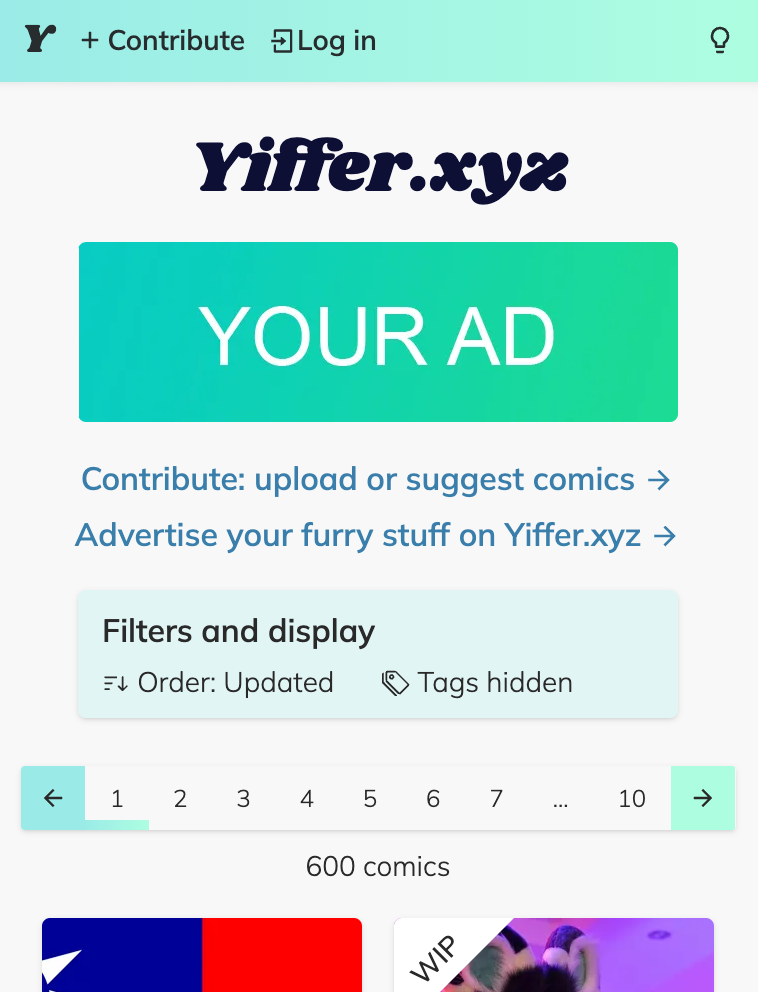 Y + Contribute Log in
Yiffer.xyz
YOUR AD
Contribute: upload or suggest comics →
Advertise your furry stuff on Yiffer.xyz →
Filters and display
Order: Updated Tags hidden
← 1 2 3 4 5 6 7 ... 10 →
600 comics
WIP